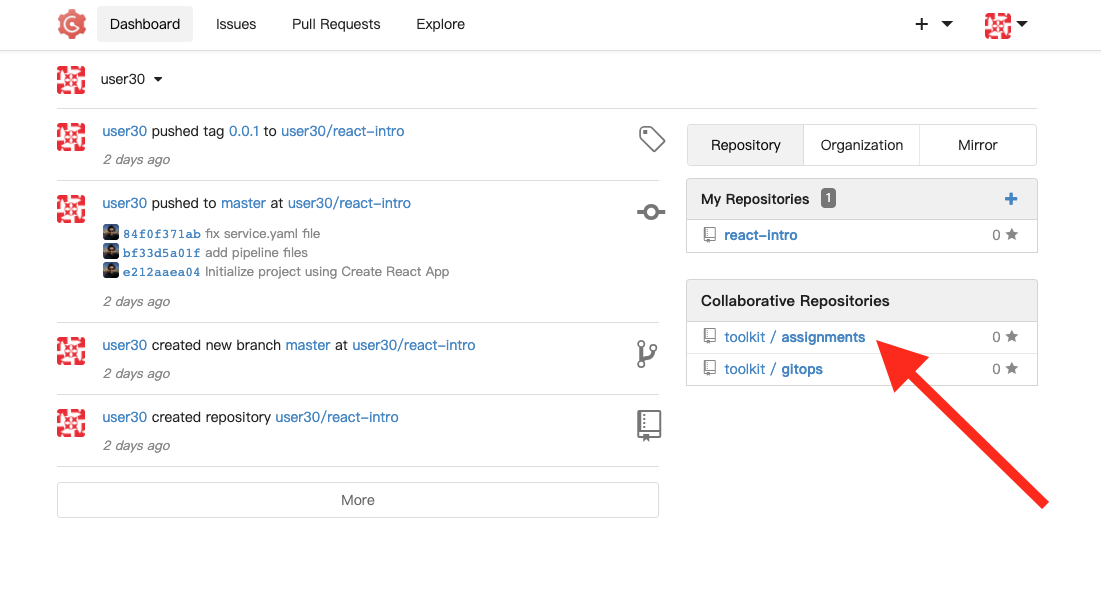 Dashboard Issues Pull Requests Explore
user30
user30 pushed tag 0.0.1 to user30/react-intro
2 days ago
user30 pushed to master at user30/react-intro
84f0f371ab fix service.yaml file
bf33d5a01f add pipeline files
e212aaea04 Initialize project using Create React App
2 days ago
user30 created new branch master at user30/react-intro
2 days ago
user30 created repository user30/react-intro
2 days ago
More
Repository Organization Mirror
My Repositories 1
react-intro 0
Collaborative Repositories
toolkit / assignments 0
toolkit / gitops 0